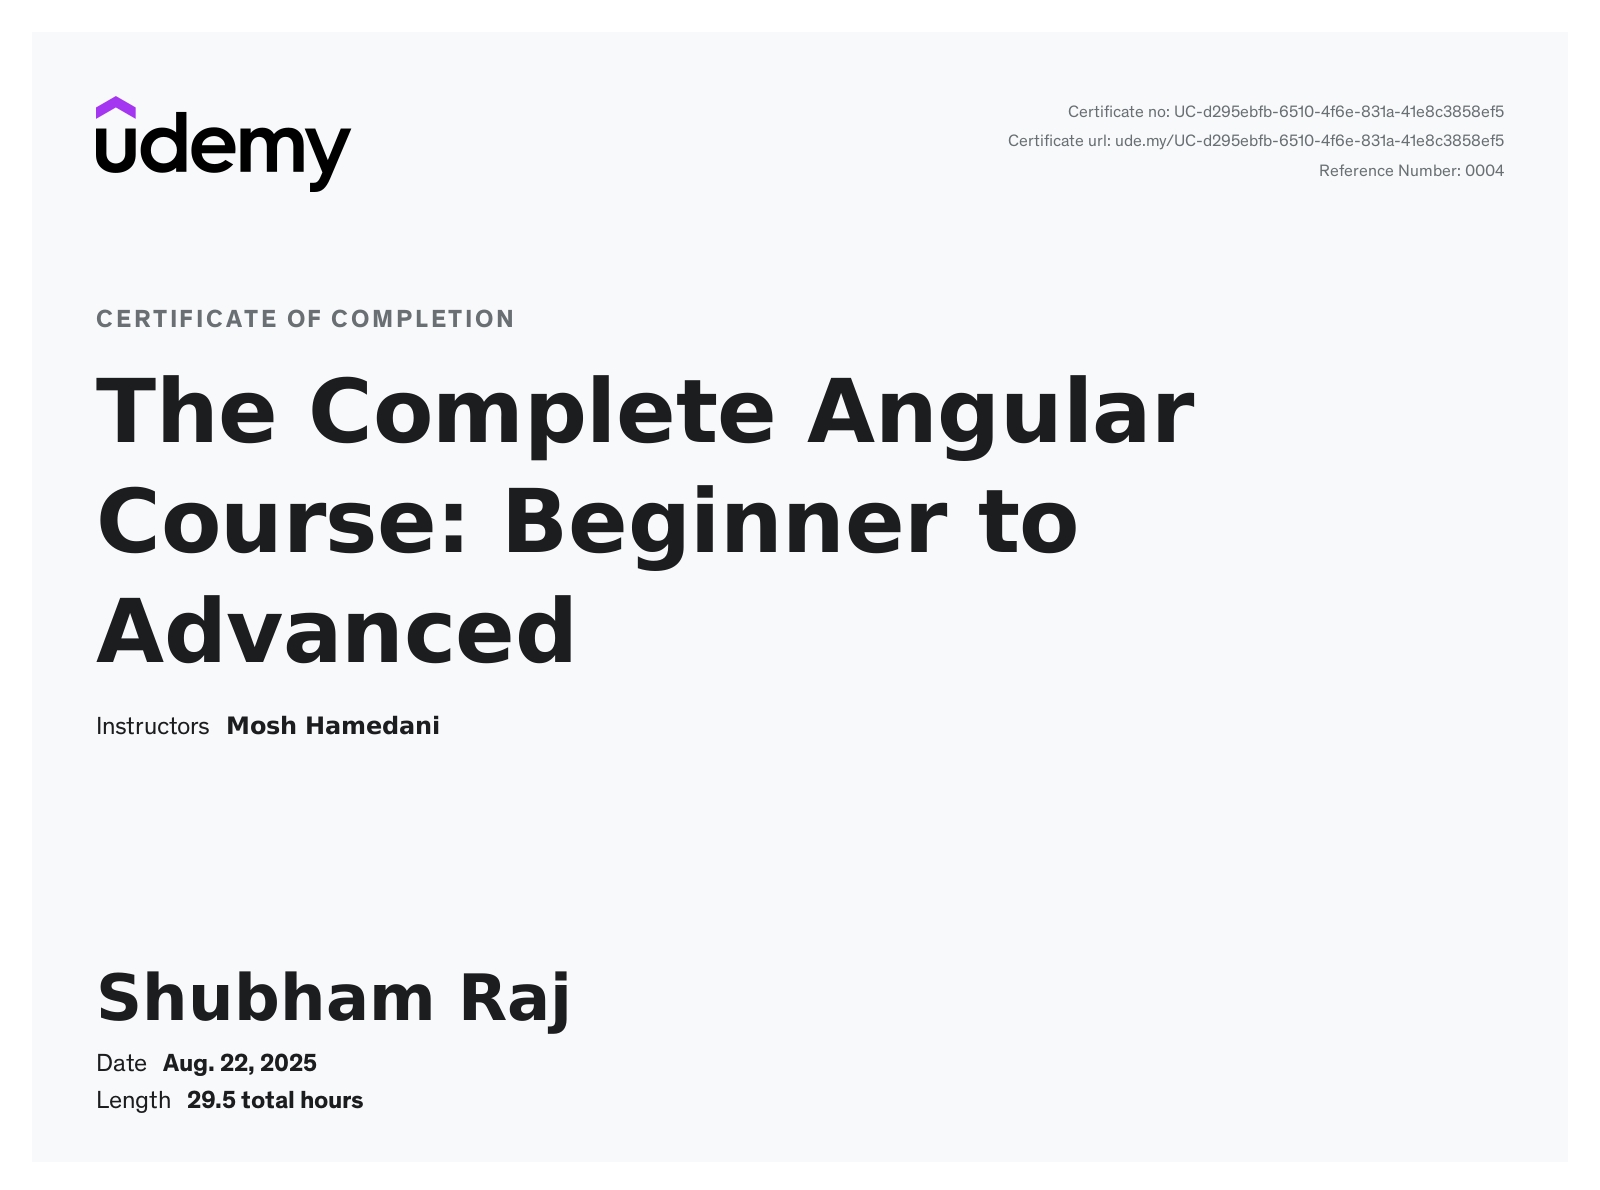 udemy
Certificate no: UC-d295ebfb-6510-4f6e-831a-41e8c3858ef5
Certificate url: ude.my/UC-d295ebfb-6510-4f6e-831a-41e8c3858ef5
Reference Number: 0004
CERTIFICATE OF COMPLETION
The Complete Angular
Course: Beginner to
Advanced
Instructors Mosh Hamedani
Shubham Raj
Date Aug. 22, 2025
Length 29.5 total hours